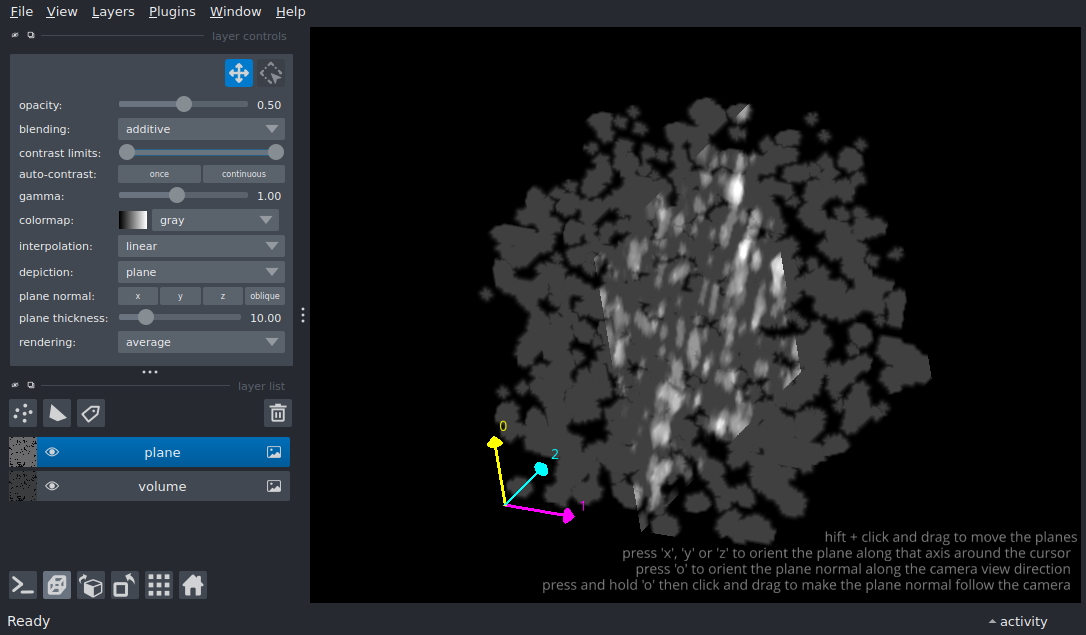 File View Layers Plugins Window Help
layer controls
opacity: 0.50
blending: additive
contrast limits:
auto-contrast: once continuous
gamma: 1.00
colormap: gray
interpolation: linear
depiction: plane
plane normal: x y z oblique
plane thickness: 10.00
rendering: average
layer list
plane
volume
0
2
1
hift + click and drag to move the planes
press 'x', 'y' or 'z' to orient the plane along that axis around the cursor
press 'o' to orient the plane normal along the camera view direction
press and hold 'o' then click and drag to make the plane normal follow the camera
Ready
activity